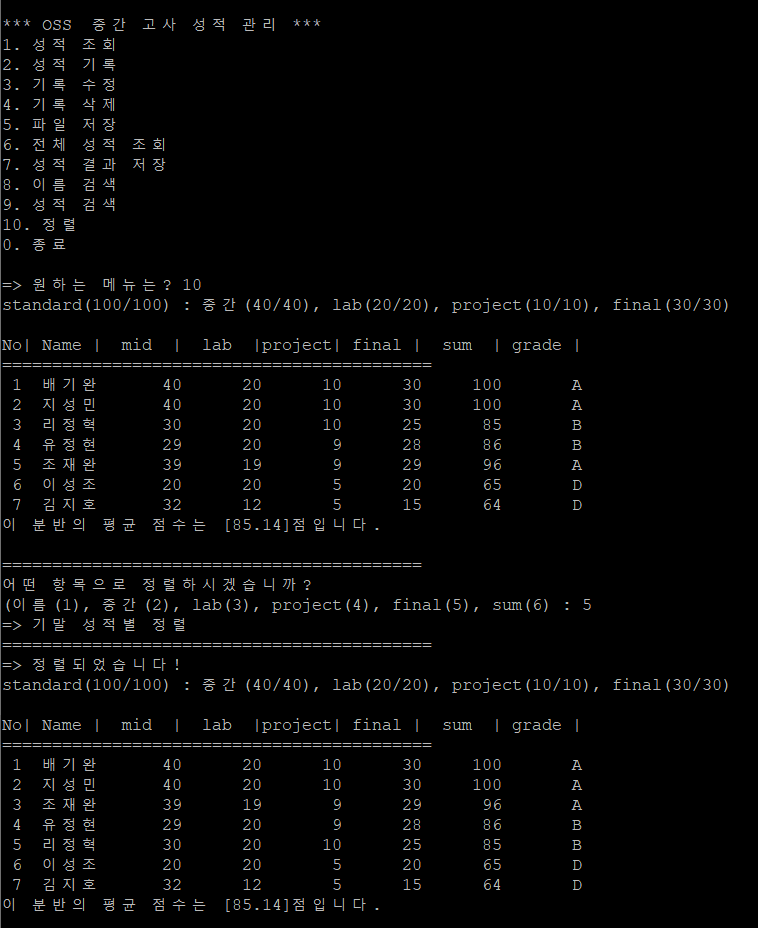 *** OSS 중간 고사 성적 관리 ***
1. 성적 조회
2. 성적 기록
3. 기록 수정
4. 기록 삭제
5. 파일 저장
6. 전체 성적 조회
7. 성적 결과 저장
8. 이름 검색
9. 성적 검색
10. 정렬
0. 종료
=> 원하는 메뉴는? 10
standard(100/100) : 중간(40/40), lab(20/20), project(10/10), final(30/30)
No| Name |  mid  |  lab  |project| final |  sum  | grade |
===========================================
1 배기완 40 20 10 30 100 A
2 지성민 40 20 10 30 100 A
3 리정혁 30 20 10 25 85 B
4 유정현 29 20 9 28 86 B
5 조재완 39 19 9 29 96 A
6 이성조 20 20 5 20 65 D
7 김지호 32 12 5 15 64 D
이 분반의 평균 점수는 [85.14]점입니다.
==========================================
어떤 항목으로 정렬하시겠습니까?
(이름(1), 중간(2), lab(3), project(4), final(5), sum(6) : 5
=> 기말 성적별 정렬
===========================================
=> 정렬되었습니다!
standard(100/100) : 중간(40/40), lab(20/20), project(10/10), final(30/30)
No| Name |  mid  |  lab  |project| final |  sum  | grade |
===========================================
1 배기완 40 20 10 30 100 A
2 지성민 40 20 10 30 100 A
3 조재완 39 19 9 29 96 A
4 유정현 29 20 9 28 86 B
5 리정혁 30 20 10 25 85 B
6 이성조 20 20 5 20 65 D
7 김지호 32 12 5 15 64 D
이 분반의 평균 점수는 [85.14]점입니다.